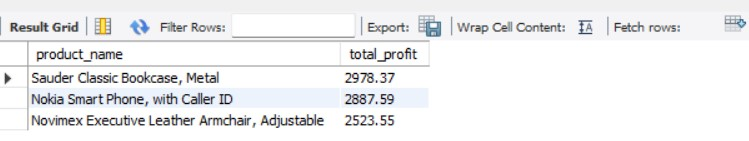 Result Grid Filter Rows: Export: Wrap Cell Content: IA Fetch rows:
product_name total_profit
Sauder Classic Bookcase, Metal 2978.37
Nokia Smart Phone, with Caller ID 2887.59
Novimex Executive Leather Armchair, Adjustable 2523.55